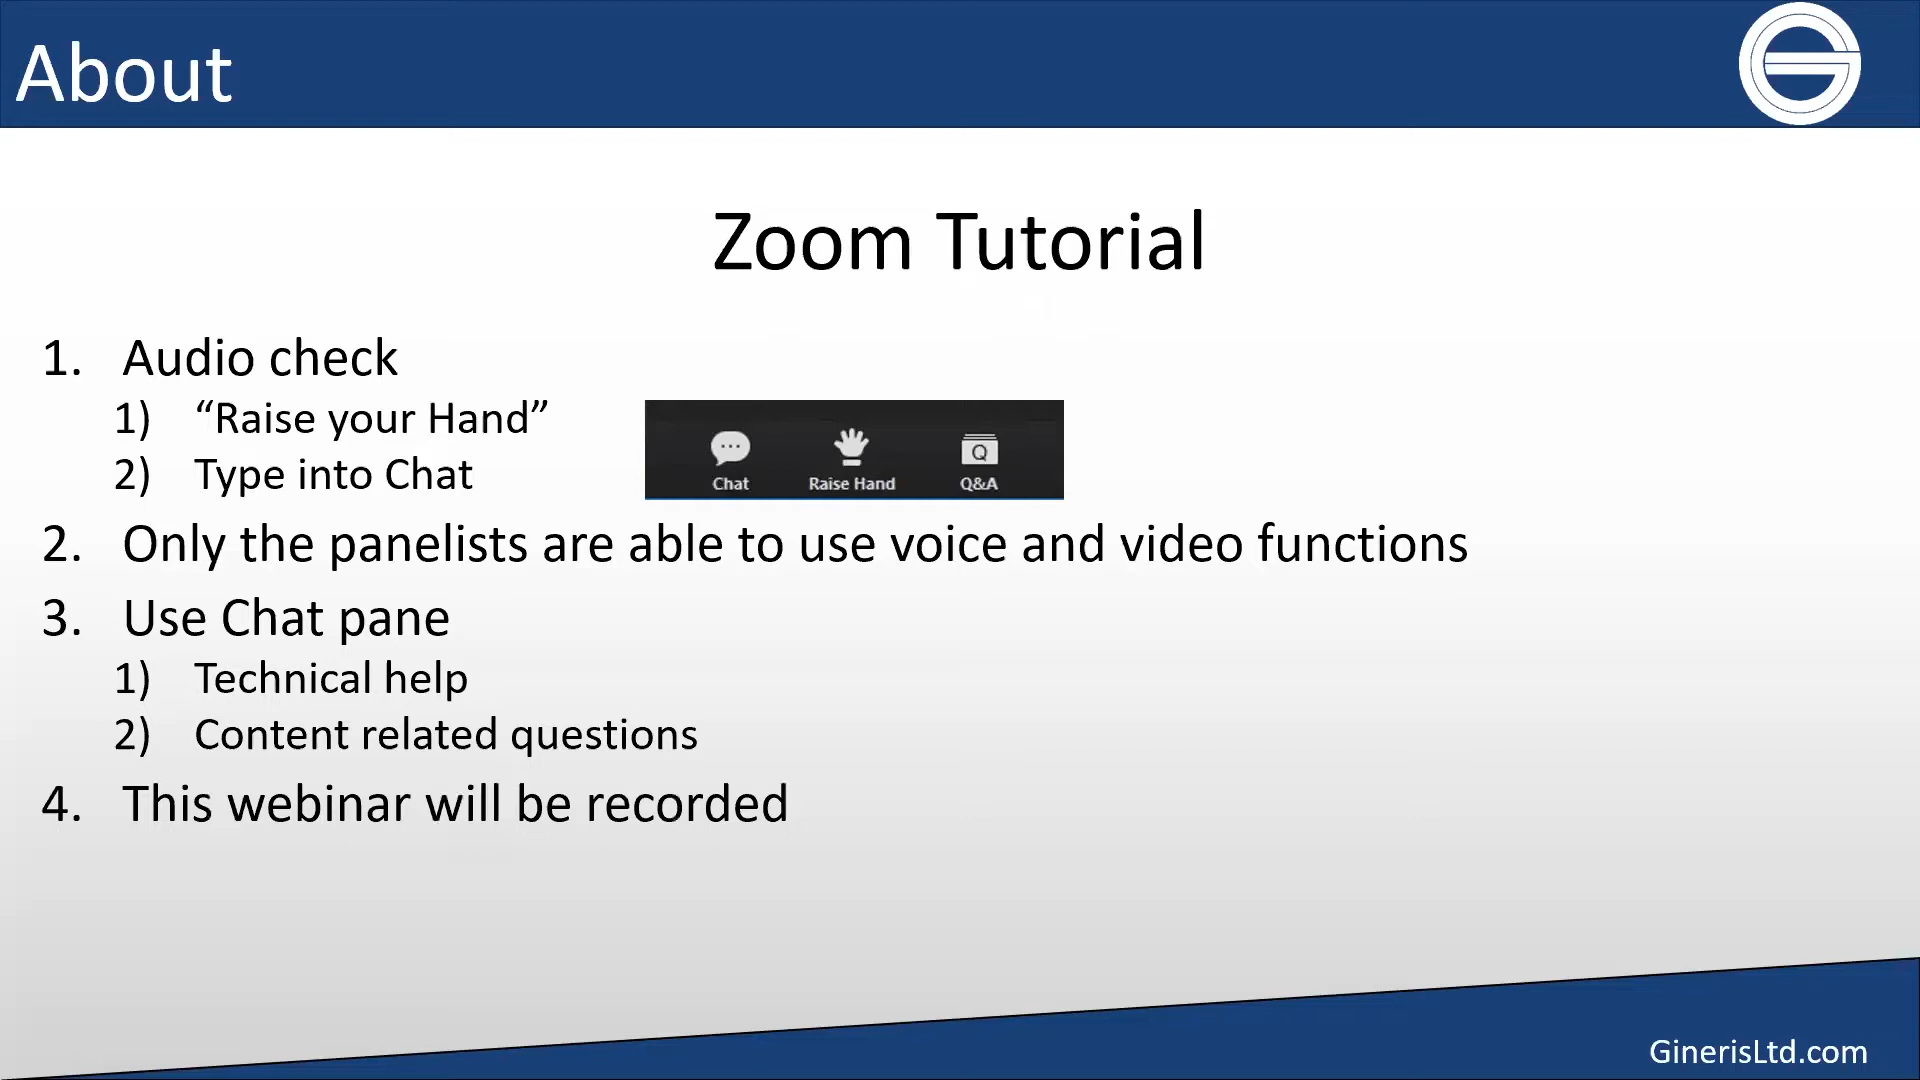 About
Zoom Tutorial
1. Audio check
1) “Raise your Hand”
2) Type into Chat
Chat Raise Hand Q&A
2. Only the panelists are able to use voice and video functions
3. Use Chat pane
1) Technical help
2) Content related questions
4. This webinar will be recorded
GinerisLtd.com